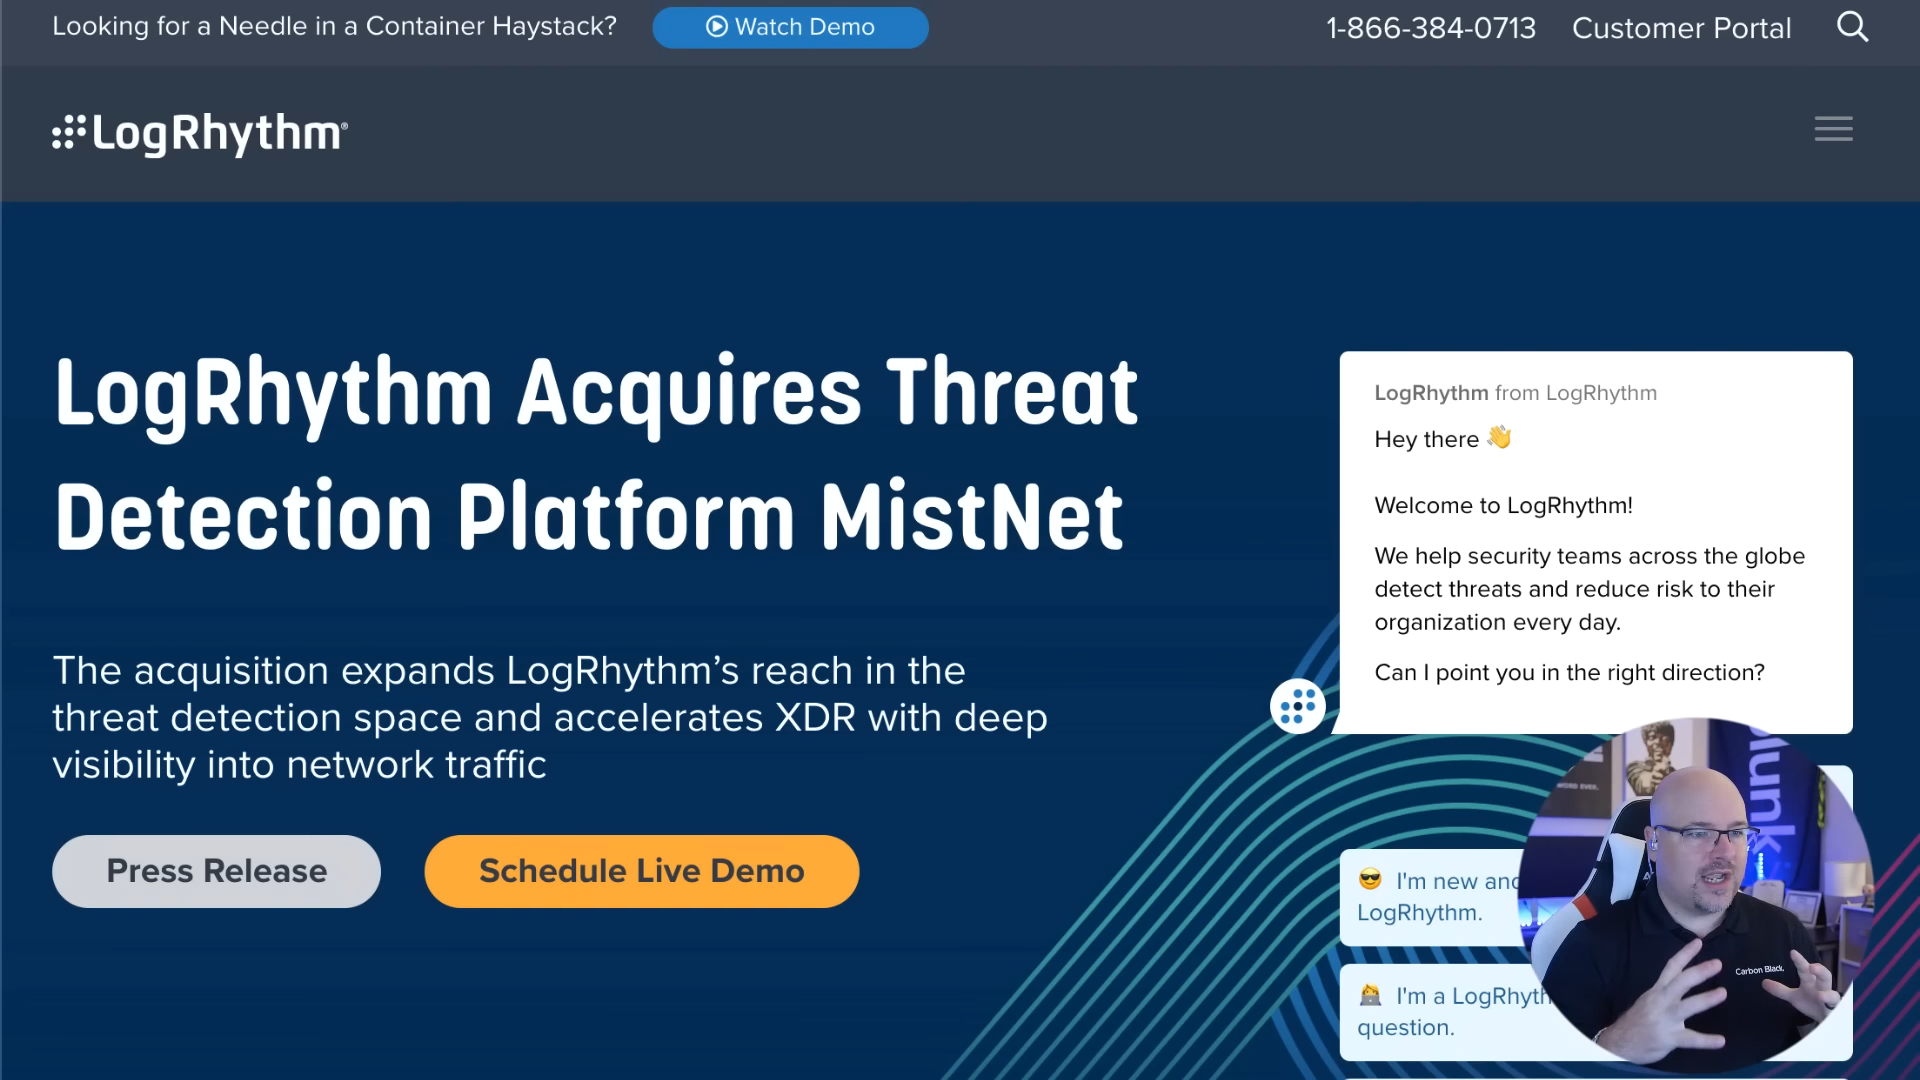 Looking for a Needle in a Container Haystack?
Watch Demo
1-866-384-0713
Customer Portal
LogRhythm®
LogRhythm Acquires Threat
Detection Platform MistNet
The acquisition expands LogRhythm’s reach in the
threat detection space and accelerates XDR with deep
visibility into network traffic
Press Release
Schedule Live Demo
LogRhythm from LogRhythm
Hey there 👋
Welcome to LogRhythm!
We help security teams across the globe
detect threats and reduce risk to their
organization every day.
Can I point you in the right direction?
😎 I'm new
LogRhythm.
I'm a
question.
lunk
WORD EVER.
Carbon Black.